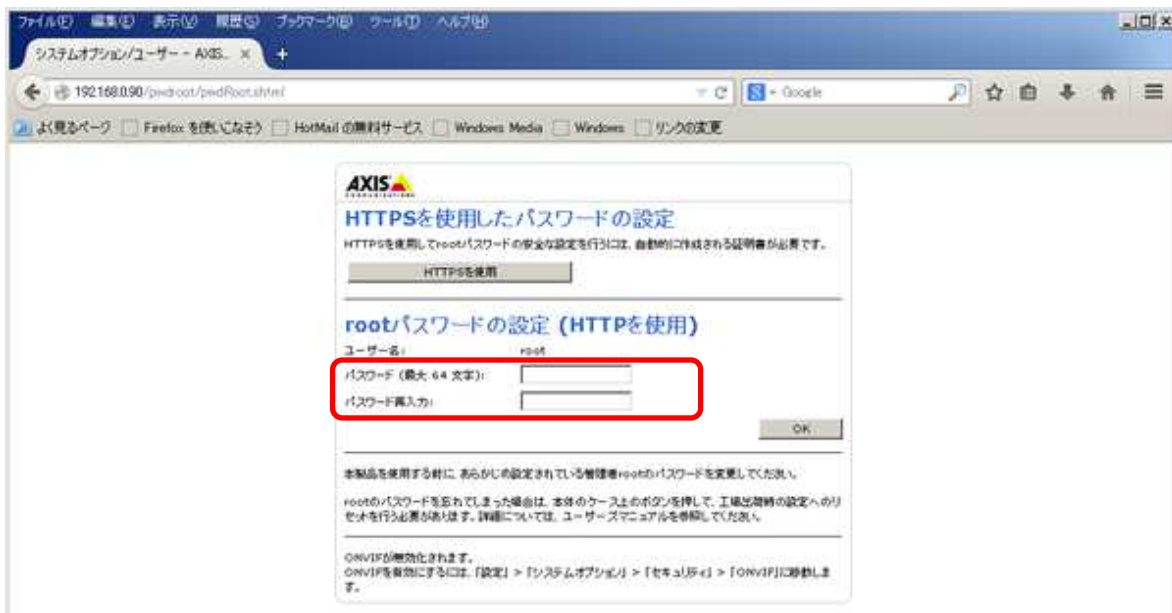 ファイル(F) 編集(E) 表示(V) 履歴(S) ブックマーク(B) ツール(T) ヘルプ(H)
システムオプション/ユーザー - AXIS... × +
192.168.0.90/pwdroot/pwdRoot.shtml Google
よく見るページ Firefox を使いこなそう HotMail の無料サービス Windows Media Windows リンクの変更
AXIS
COMMUNICATIONS
HTTPSを使用したパスワードの設定
HTTPSを使用してrootパスワードの安全な設定を行うには、自動的に作成される証明書が必要です。
HTTPSを使用
rootパスワードの設定 (HTTPを使用)
ユーザー名: root
パスワード (最大 64 文字):
パスワード再入力:
OK
本製品を使用する前に、あらかじめ設定されている管理者rootのパスワードを変更してください。
rootのパスワードを忘れてしまった場合は、本体のケース上のボタンを押して、工場出荷時の設定へのリ
セットを行う必要があります。詳細については、ユーザーズマニュアルを参照してください。
ONVIFが無効化されます。
ONVIFを有効にするには、「設定」 > 「システムオプション」 > 「セキュリティ」 > 「ONVIF」に移動しま
す。